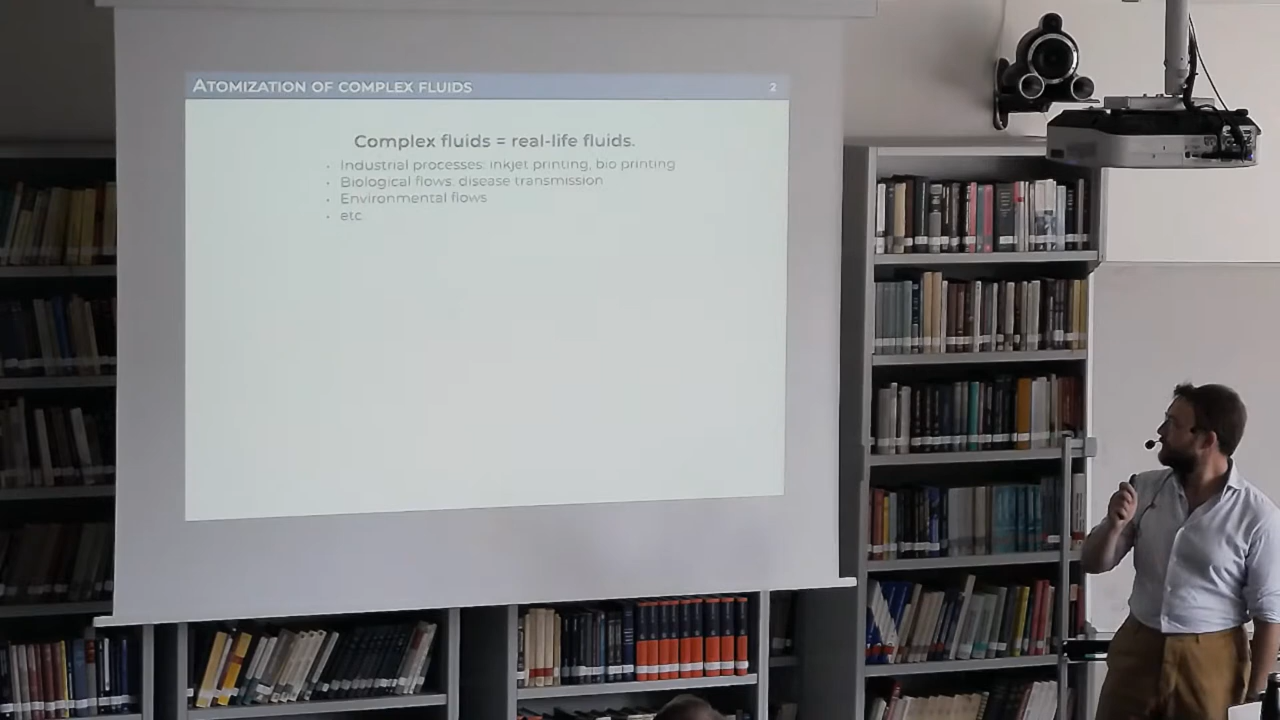 ATOMIZATION OF COMPLEX FLUIDS 2
Complex fluids = real-life fluids.
• Industrial processes: inkjet printing, bio printing
• Biological flows: disease transmission
• Environmental flows
• etc.